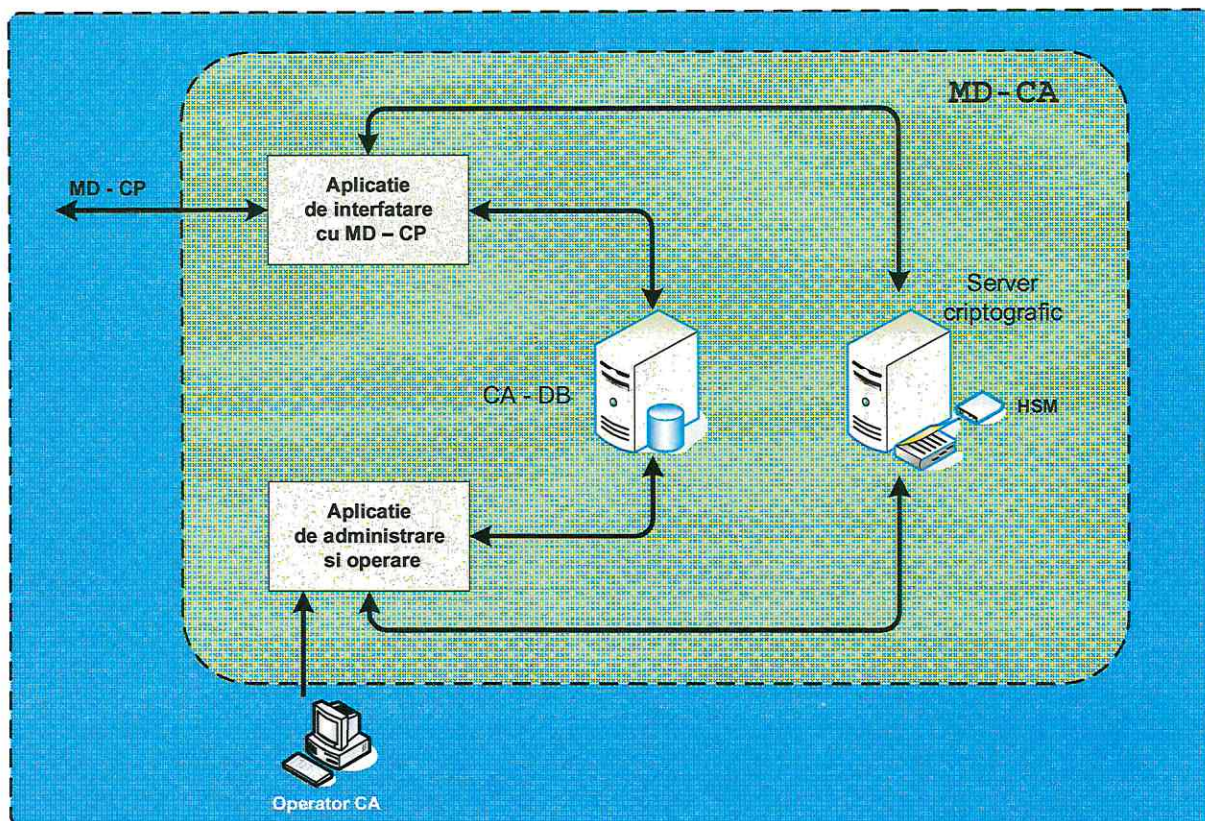 MD-CA
MD - CP
Aplicatie
de interfatare
cu MD – CP
Server
criptografic
CA - DB
HSM
Aplicatie
de administrare
si operare
Operator CA